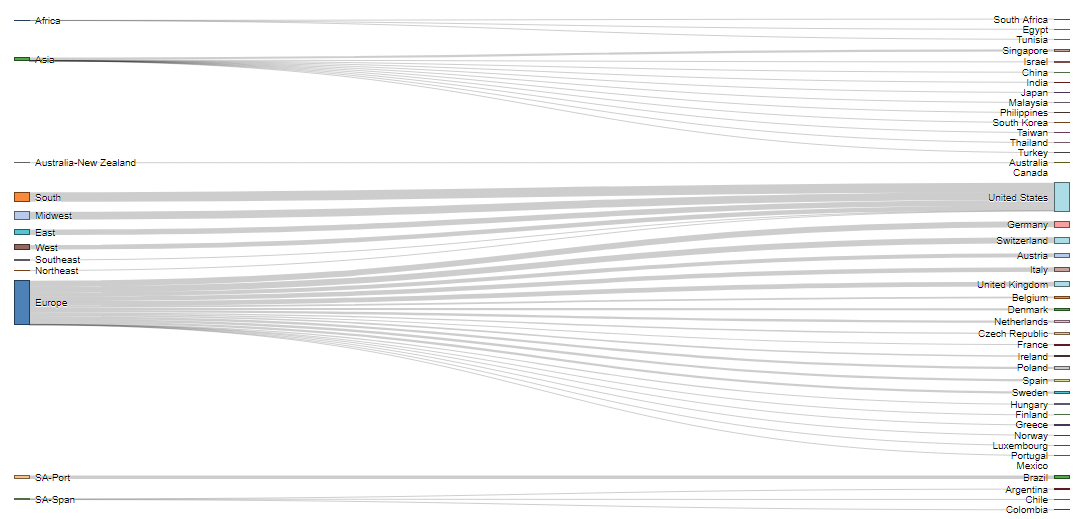 Africa
Asia
Australia-New Zealand
South
Midwest
East
West
Southeast
Northeast
Europe
SA-Port
SA-Span
South Africa
Egypt
Tunisia
Singapore
Israel
China
India
Japan
Malaysia
Philippines
South Korea
Taiwan
Thailand
Turkey
Australia
Canada
United States
Germany
Switzerland
Austria
Italy
United Kingdom
Belgium
Denmark
Netherlands
Czech Republic
France
Ireland
Poland
Spain
Sweden
Hungary
Finland
Greece
Norway
Luxembourg
Portugal
Mexico
Brazil
Argentina
Chile
Colombia